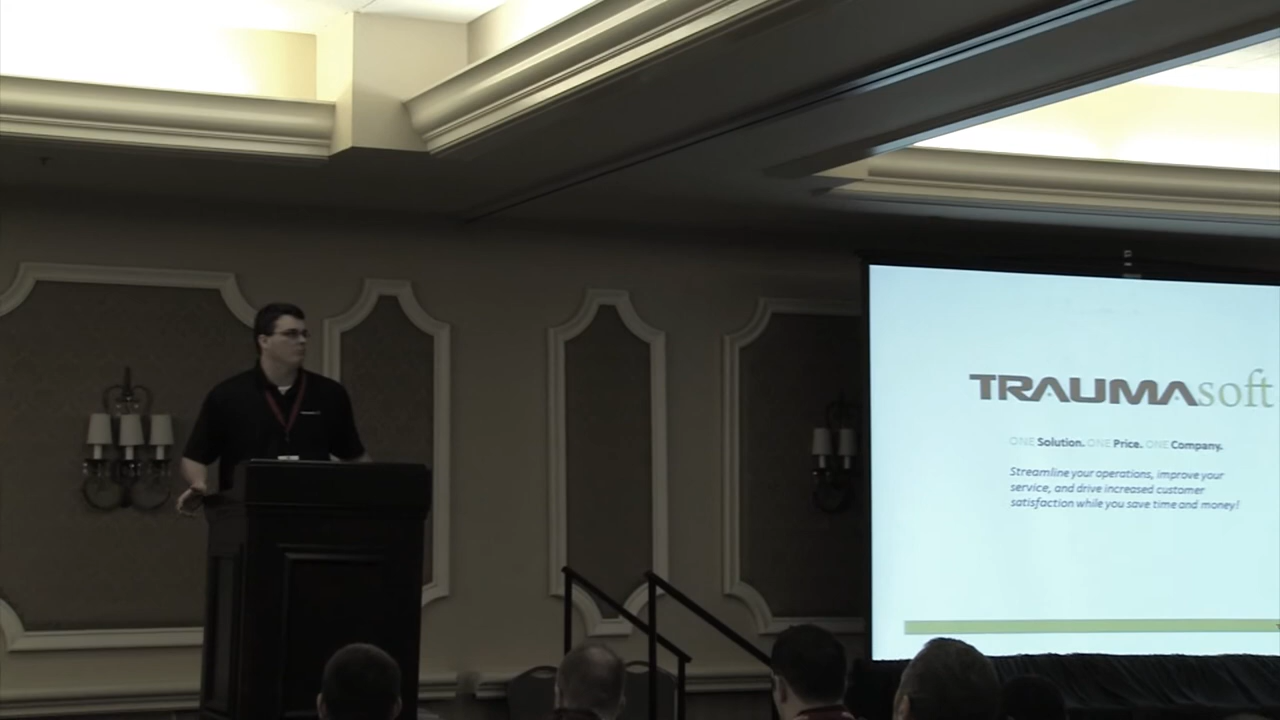 TRAUMAsoft
ONE Solution. ONE Price. ONE Company.
Streamline your operations, improve your
service, and drive increased customer
satisfaction while you save time and money!